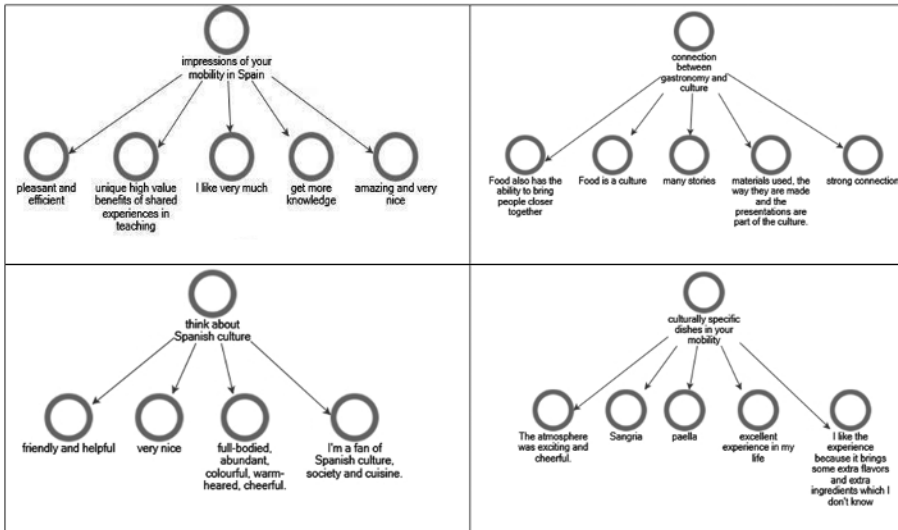 impressions of your
mobility in Spain
pleasant and
efficient
unique high value
benefits of shared
experiences in
teaching
I like very much
get more
knowledge
amazing and very
nice
connection
between
gastronomy and
culture
Food also has the
ability to bring
people closer
together
Food is a culture
many stories
materials used, the
way they are made
and the
presentations are
part of the culture.
strong connection
think about
Spanish culture
friendly and helpful
very nice
full-bodied,
abundant,
colourful, warm-
heared, cheerful.
I'm a fan of
Spanish culture,
society and cuisine.
culturally specific
dishes in your
mobility
The atmosphere
was exciting and
cheerful.
Sangria
paella
excellent
experience in my
life
I like the
experience
because it brings
some extra flavors
and extra
ingredients which I
don't know